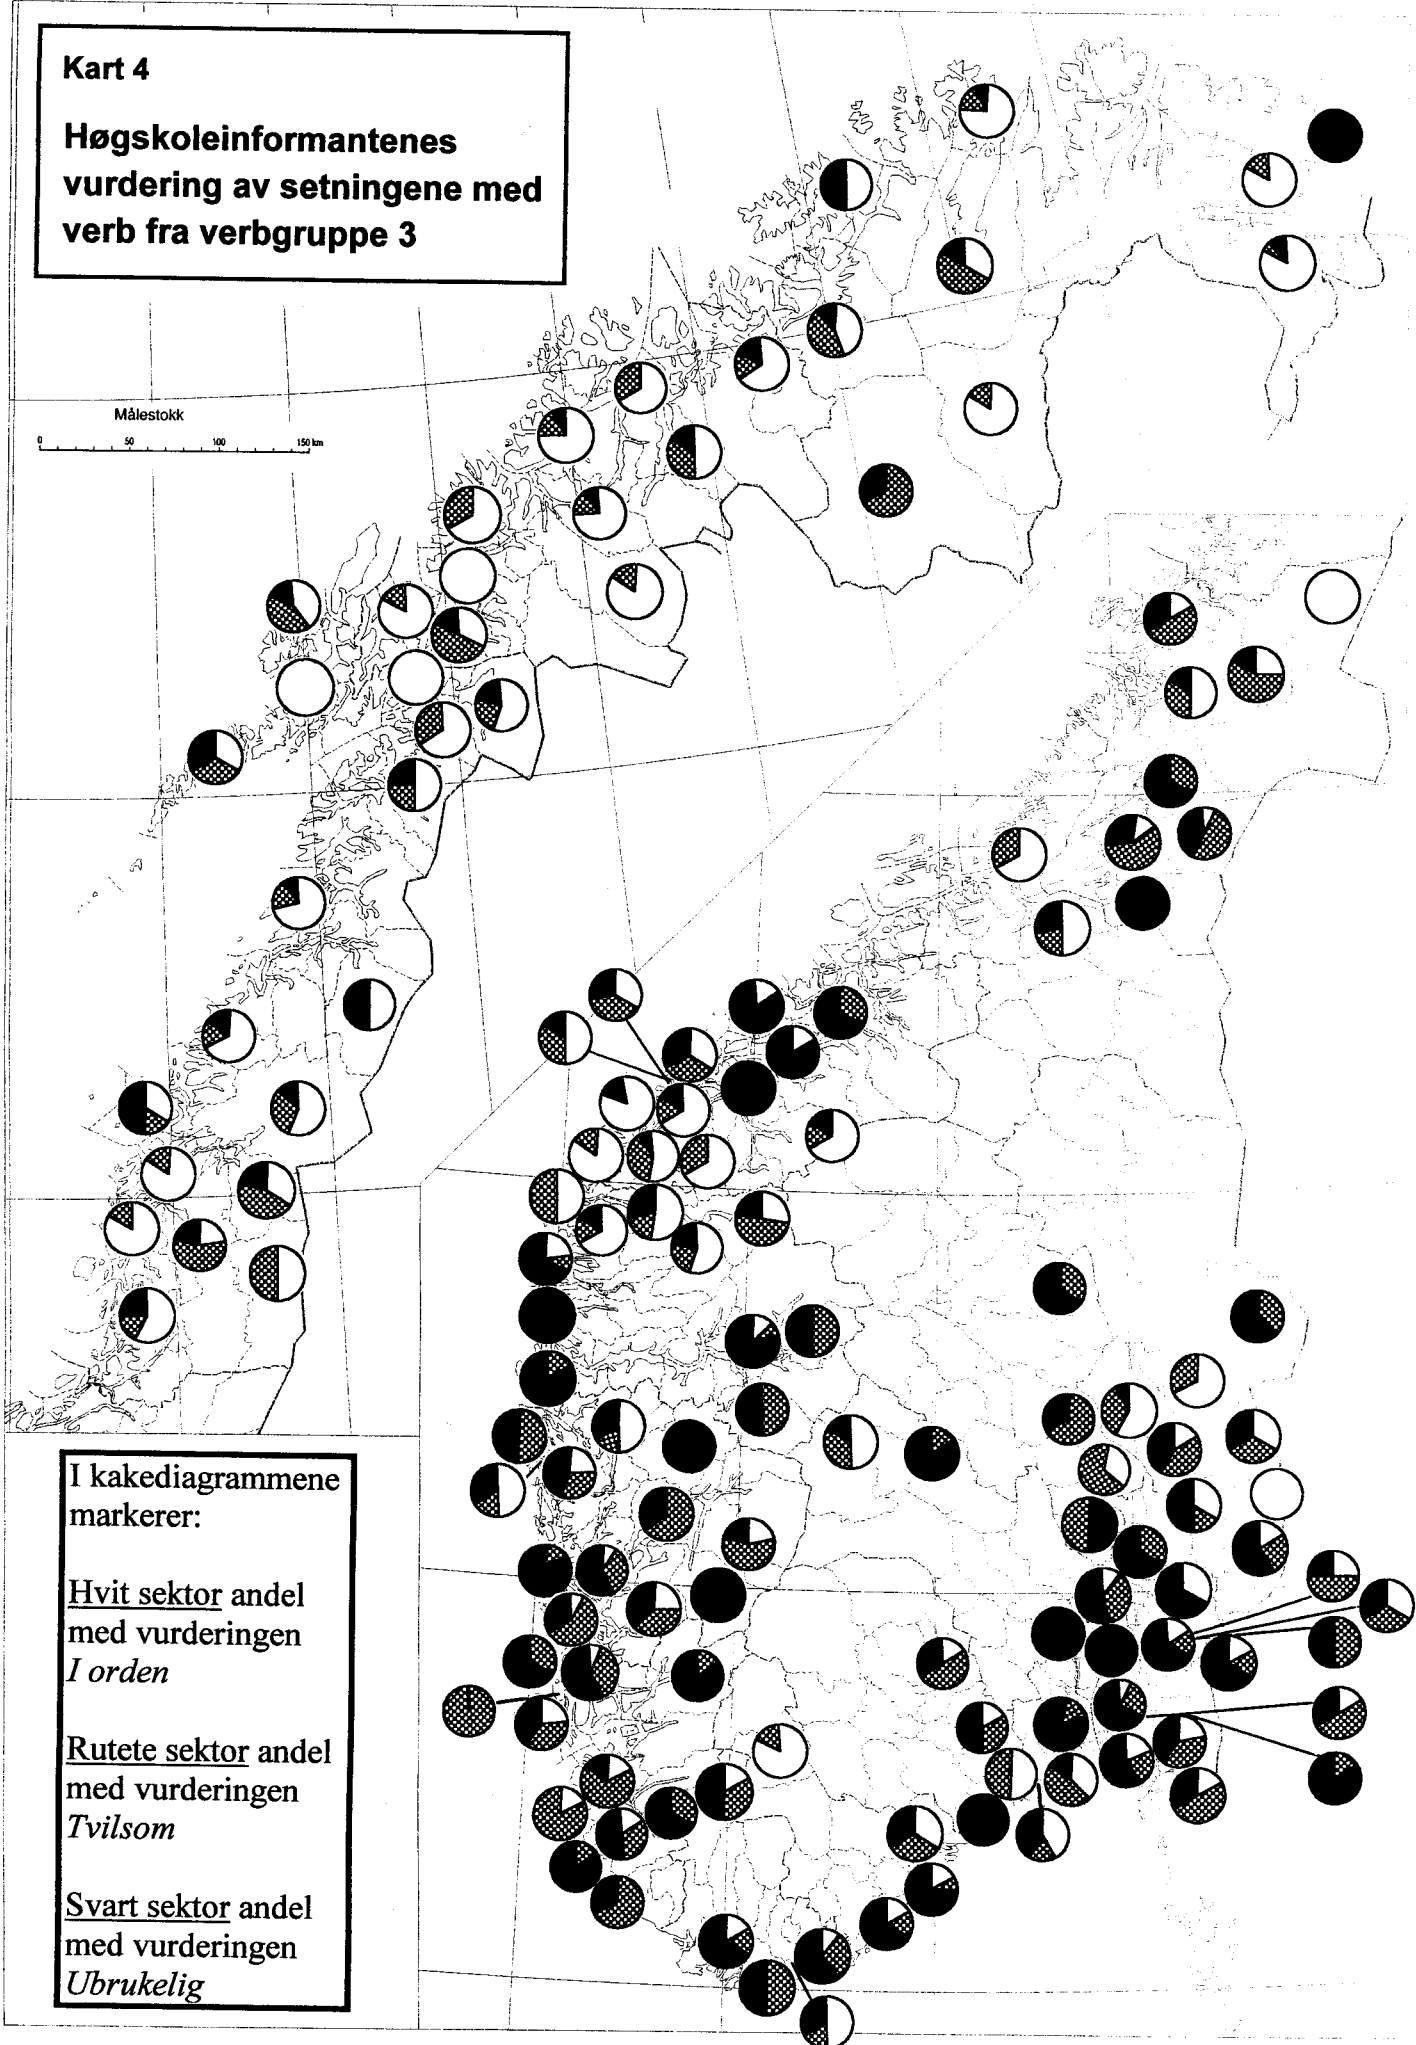 Kart 4
Høgskoleinformantenes
vurdering av setningene med
verb fra verbgruppe 3
Målestokk
0 50 100 150 km
I kakediagrammene
markerer:
Hvit sektor andel
med vurderingen
I orden
Rutete sektor andel
med vurderingen
Tvilsom
Svart sektor andel
med vurderingen
Ubrukelig